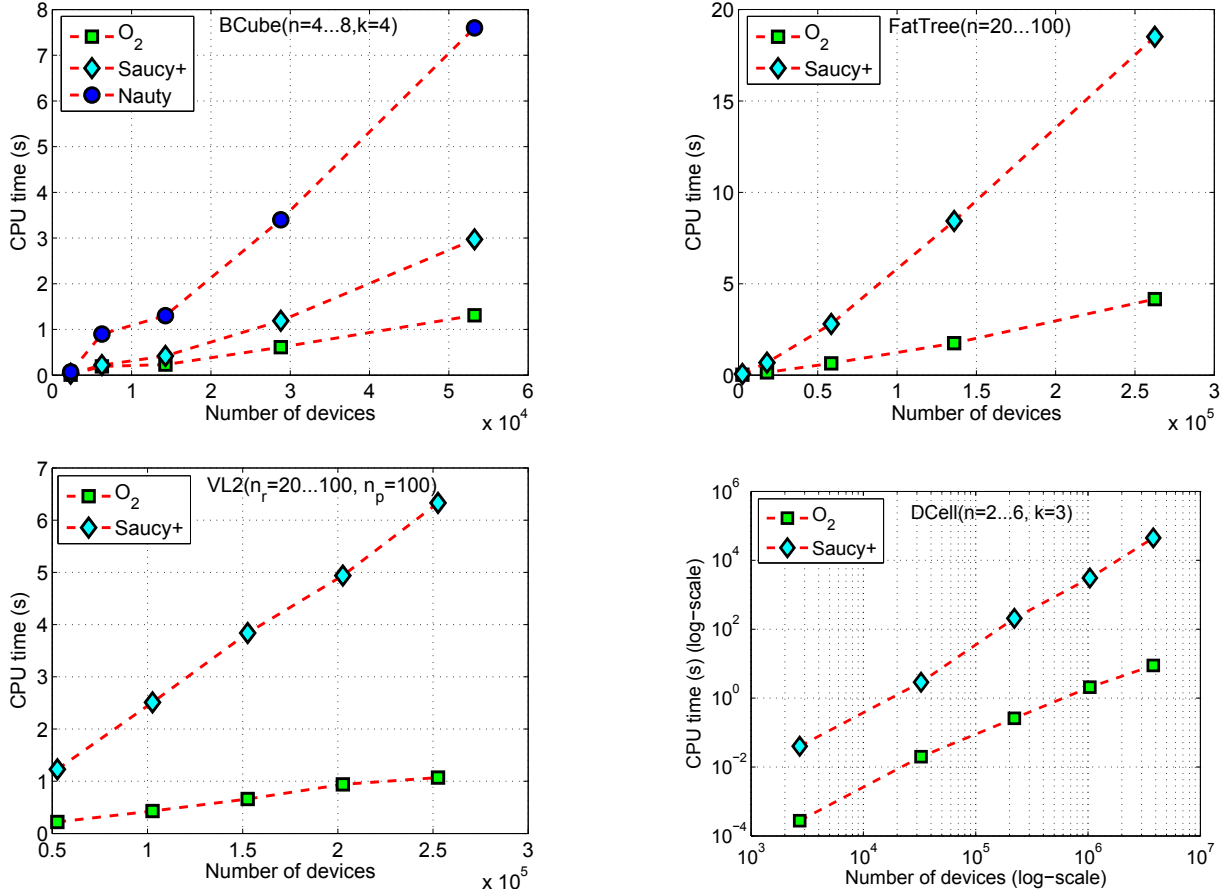 BCube(n=4...8,k=4)
O2
Saucy+
Nauty
CPU time (s)
8
7
6
5
4
3
2
1
0
0 1 2 3 4 5 6
Number of devices
x 10^4
FatTree(n=20...100)
O2
Saucy+
CPU time (s)
20
15
10
5
0
0 0.5 1 1.5 2 2.5 3
Number of devices
x 10^5
VL2(n_r=20...100, n_p=100)
O2
Saucy+
CPU time (s)
7
6
5
4
3
2
1
0
0.5 1 1.5 2 2.5 3
Number of devices
x 10^5
DCell(n=2...6, k=3)
O2
Saucy+
CPU time (s) (log-scale)
10^6
10^4
10^2
10^0
10^-2
10^-4
10^3 10^4 10^5 10^6 10^7
Number of devices (log-scale)